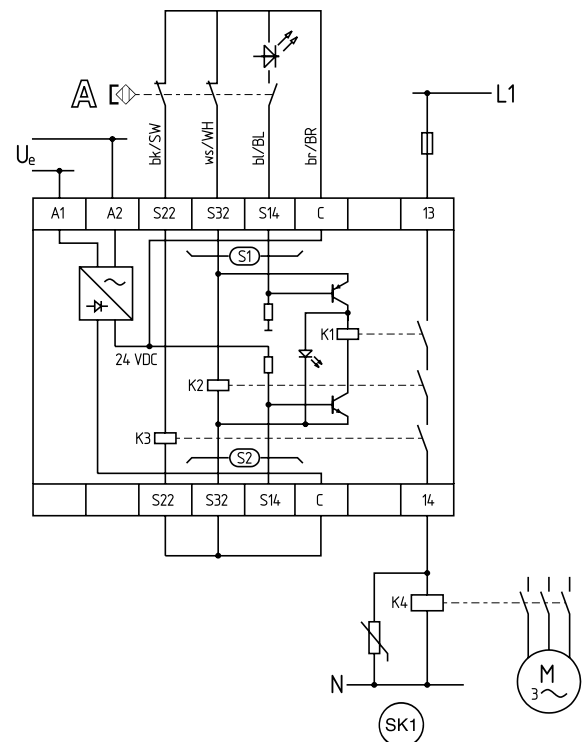 A
L1
bk/SW
ws/WH
bl/BL
br/BR
Ue
A1 A2 S22 S32 S14 C 13
S1
K1
24 VDC
K2
K3
S2
S22 S32 S14 C 14
K4
M
3
N
SK1